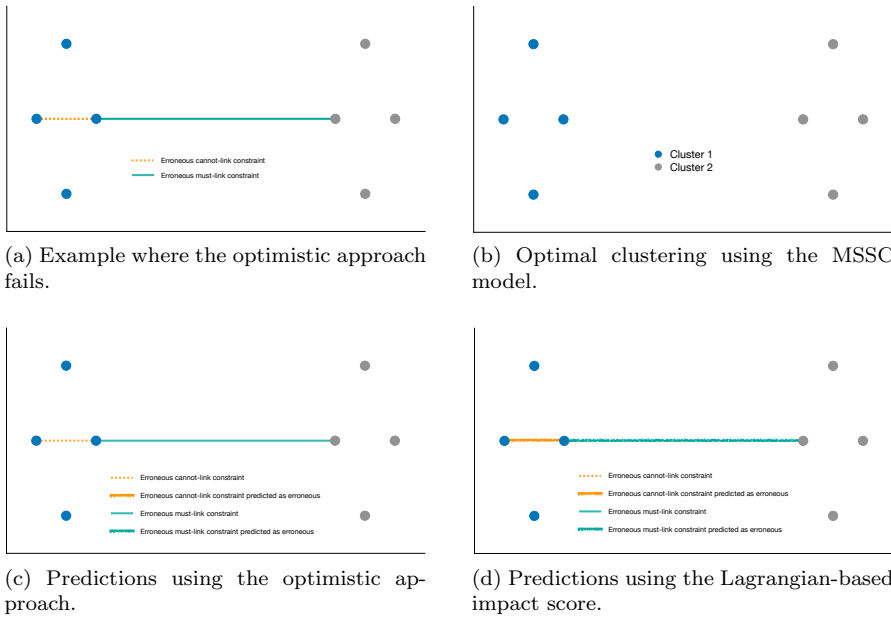 Erroneous cannot-link constraint
Erroneous must-link constraint
(a) Example where the optimistic approach
fails.
Cluster 1
Cluster 2
(b) Optimal clustering using the MSSC
model.
Erroneous cannot-link constraint
Erroneous cannot-link constraint predicted as erroneous
Erroneous must-link constraint
Erroneous must-link constraint predicted as erroneous
(c) Predictions using the optimistic ap-
proach.
Erroneous cannot-link constraint
Erroneous cannot-link constraint predicted as erroneous
Erroneous must-link constraint
Erroneous must-link constraint predicted as erroneous
(d) Predictions using the Lagrangian-based
impact score.